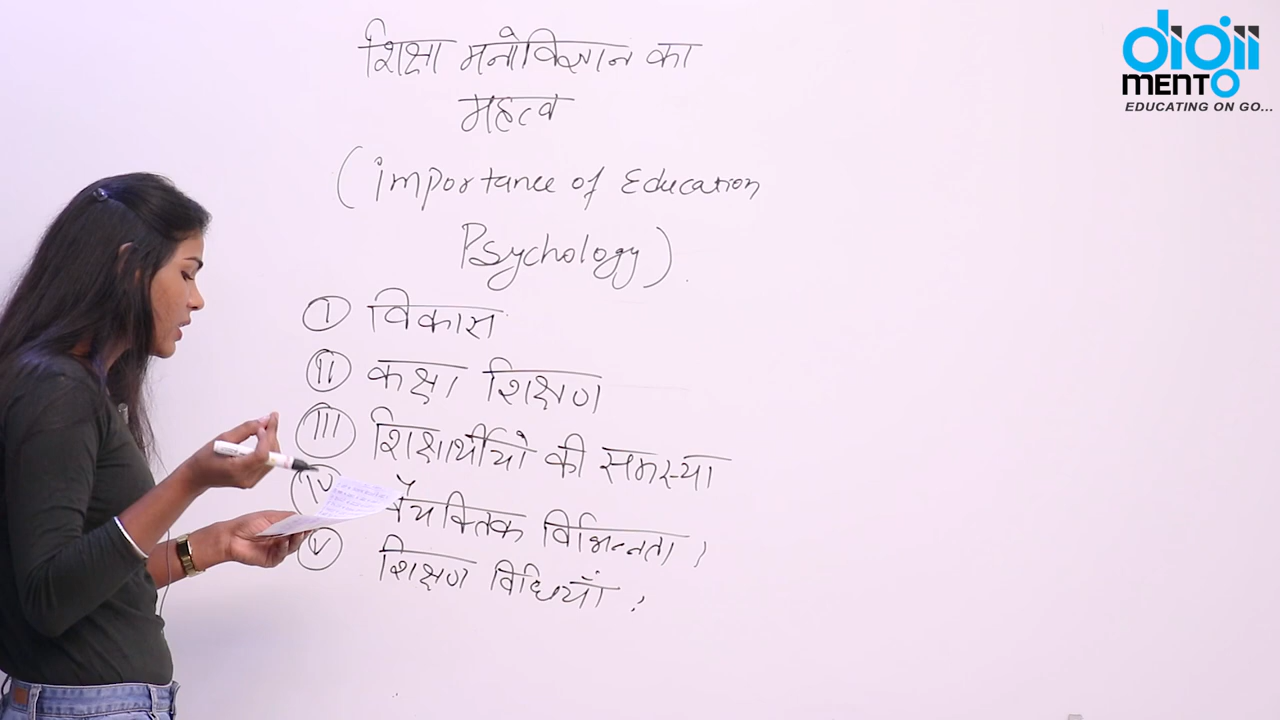 शिक्षा मनोविज्ञान का
महत्व
(importance of Education
Psychology)
I विकास
II कक्षा शिक्षण
III शिक्षार्थीयो की समस्या
IV वैयक्तिक विभिन्नता।
V शिक्षण विधियाँ।
digii
MENTO
EDUCATING ON GO...